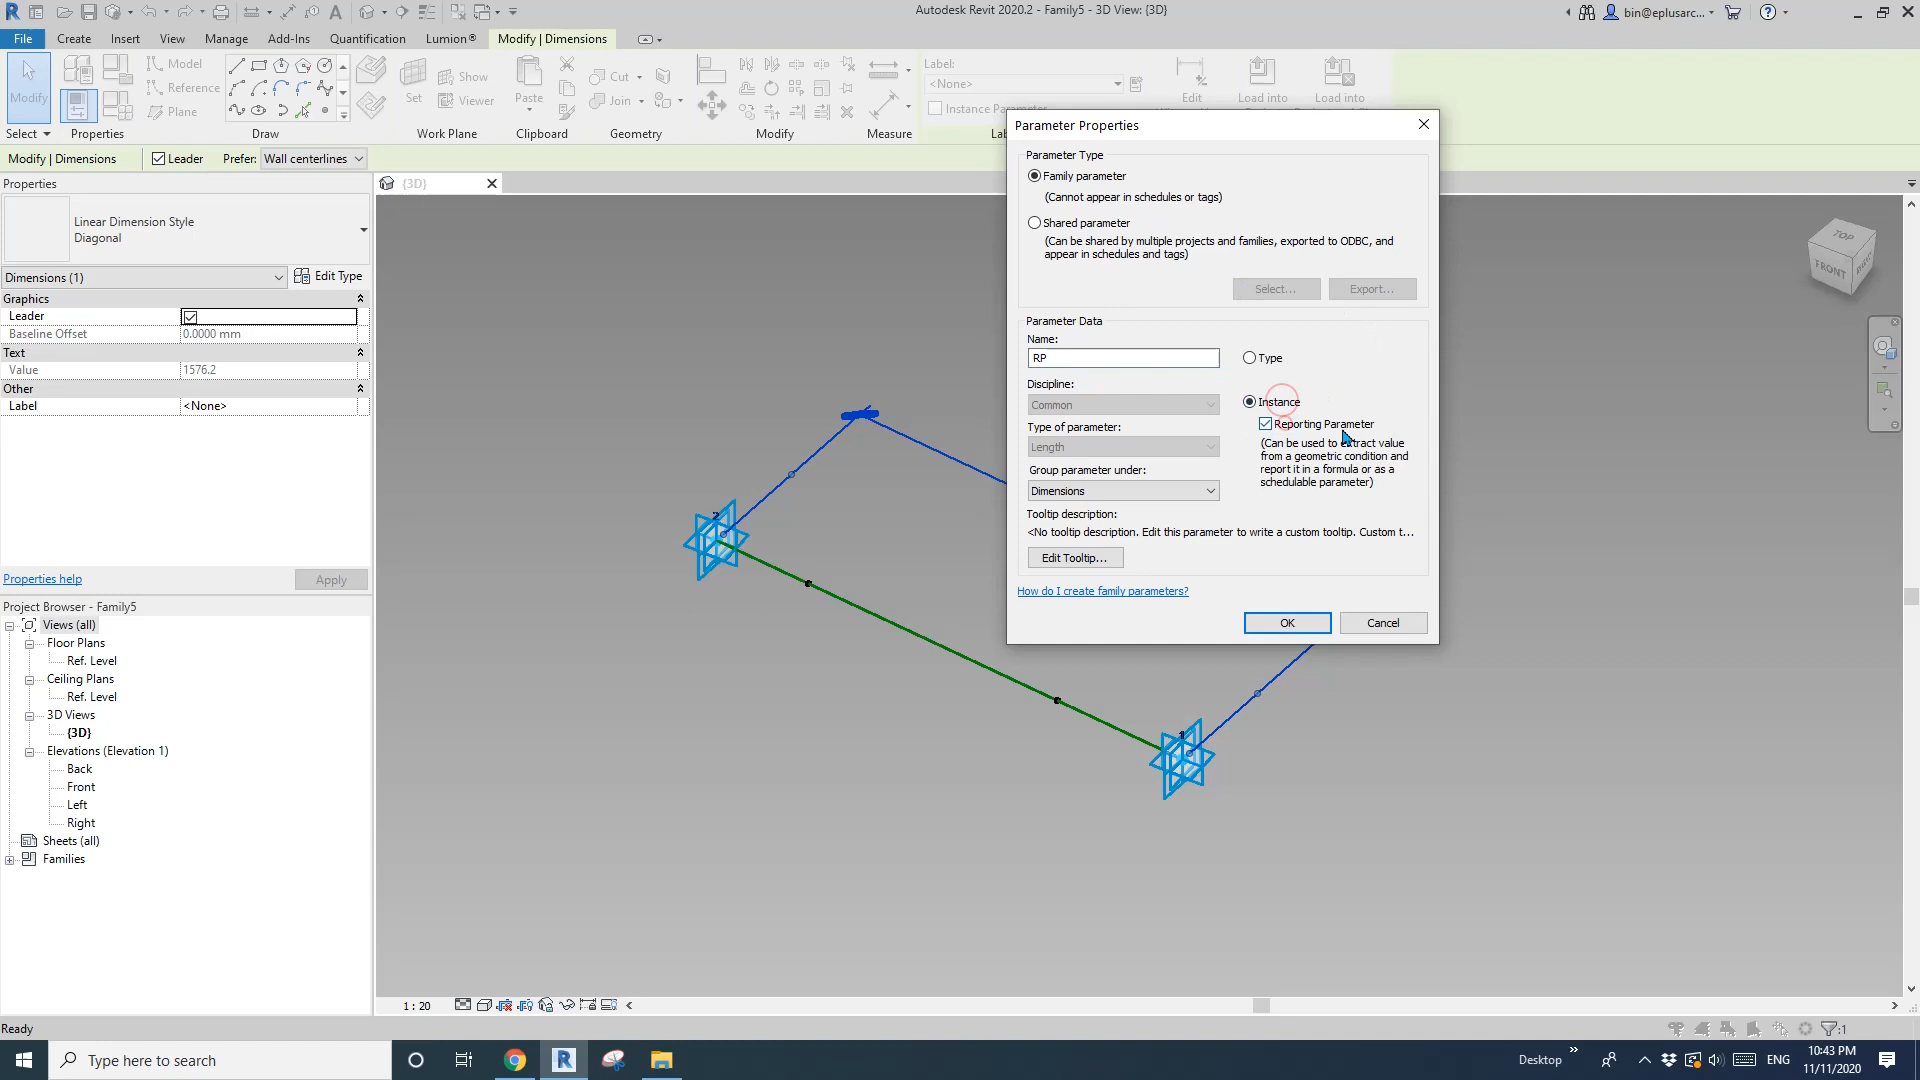 Autodesk Revit 2020.2 - Family5 - 3D View: {3D}
bin@eplusarc...
File
Create
Insert
View
Manage
Add-Ins
Quantification
Lumion®
Modify | Dimensions
Modify
Model
Reference
Plane
Set
Show
Viewer
Paste
Cut
Join
Label:
<None>
Instance Parameter
Edit
Load into
Load into
Select
Properties
Draw
Work Plane
Clipboard
Geometry
Modify
Measure
Modify | Dimensions
Leader
Prefer:
Wall centerlines
Properties
{3D}
Linear Dimension Style
Diagonal
Dimensions (1)
Edit Type
Graphics
Leader
Baseline Offset
0.0000 mm
Text
Value
1576.2
Other
Label
<None>
Properties help
Apply
Project Browser - Family5
Views (all)
Floor Plans
Ref. Level
Ceiling Plans
Ref. Level
3D Views
{3D}
Elevations (Elevation 1)
Back
Front
Left
Right
Sheets (all)
Families
Parameter Properties
Parameter Type
Family parameter
(Cannot appear in schedules or tags)
Shared parameter
(Can be shared by multiple projects and families, exported to ODBC, and
appear in schedules and tags)
Select...
Export...
Parameter Data
Name:
RP
Type
Discipline:
Common
Instance
Type of parameter:
Reporting Parameter
Length
(Can be used to extract value
from a geometric condition and
report it in a formula or as a
schedulable parameter)
Group parameter under:
Dimensions
Tooltip description:
<No tooltip description. Edit this parameter to write a custom tooltip. Custom t...
Edit Tooltip...
How do I create family parameters?
OK
Cancel
TOP
FRONT
2
1
1 : 20
Ready
:1
Type here to search
Desktop
ENG
10:43 PM
11/11/2020